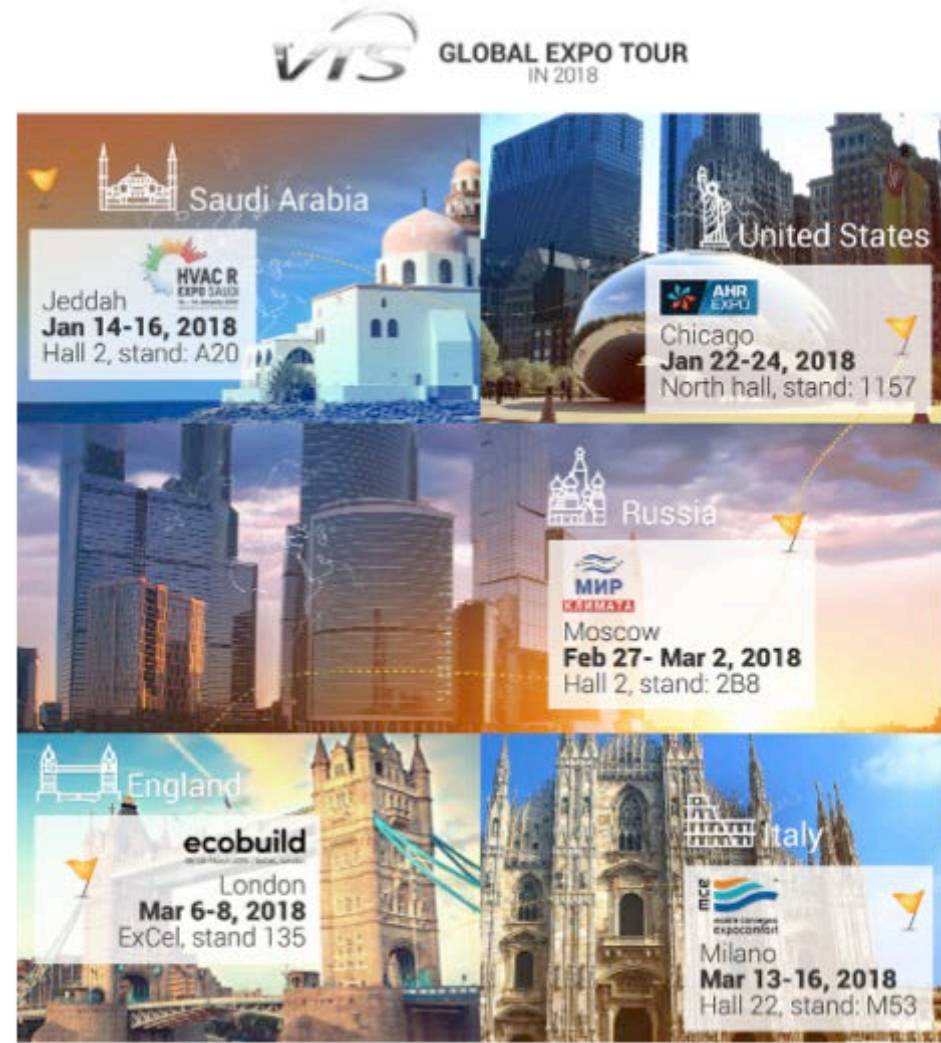 VTS
GLOBAL EXPO TOUR
IN 2018
Saudi Arabia
HVAC R
EXPO SAUDI
Jeddah
Jan 14-16, 2018
Hall 2, stand: A20
United States
AHR
EXPO
Chicago
Jan 22-24, 2018
North hall, stand: 1157
Russia
МИР
КЛИМАТА
Moscow
Feb 27- Mar 2, 2018
Hall 2, stand: 2B8
England
ecobuild
London
Mar 6-8, 2018
ExCel, stand 135
Italy
mce
mostra convegno
expocomfort
Milano
Mar 13-16, 2018
Hall 22, stand: M53